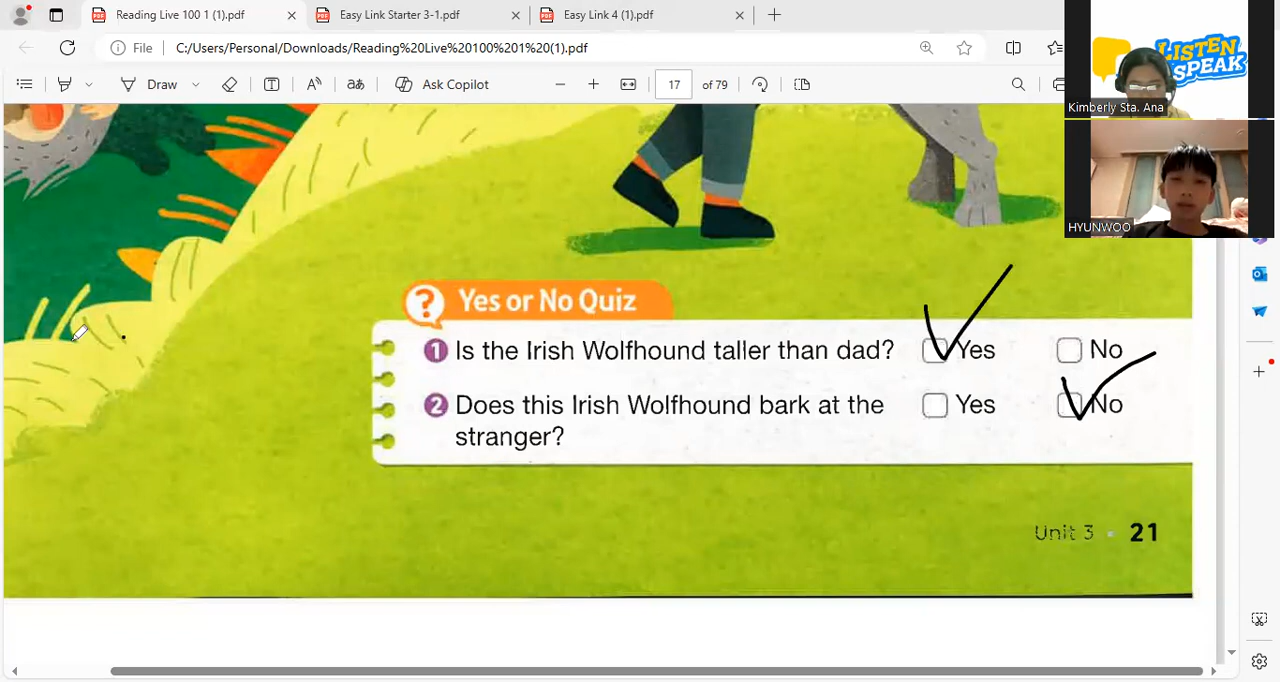 Reading Live 100 1 (1).pdf
Easy Link Starter 3-1.pdf
Easy Link 4 (1).pdf
File
C:/Users/Personal/Downloads/Reading%20Live%20100%201%20(1).pdf
Draw
Ask Copilot
17 of 79
LISTEN
SPEAK
Kimberly Sta. Ana
HYUNWOO
? Yes or No Quiz
1 Is the Irish Wolfhound taller than dad? Yes No
2 Does this Irish Wolfhound bark at the Yes No
stranger?
Unit 3 • 21